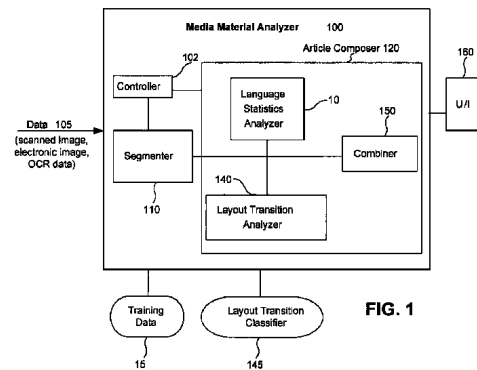 Media Material Analyzer 100
Article Composer 120
102
Controller
Language
Statistics
Analyzer
10
150
160
U/I
Data 105
(scanned image,
electronic image,
OCR data)
Segmenter
110
Combiner
140
Layout Transition
Analyzer
Training
Data
15
Layout Transition
Classifier
145
FIG. 1